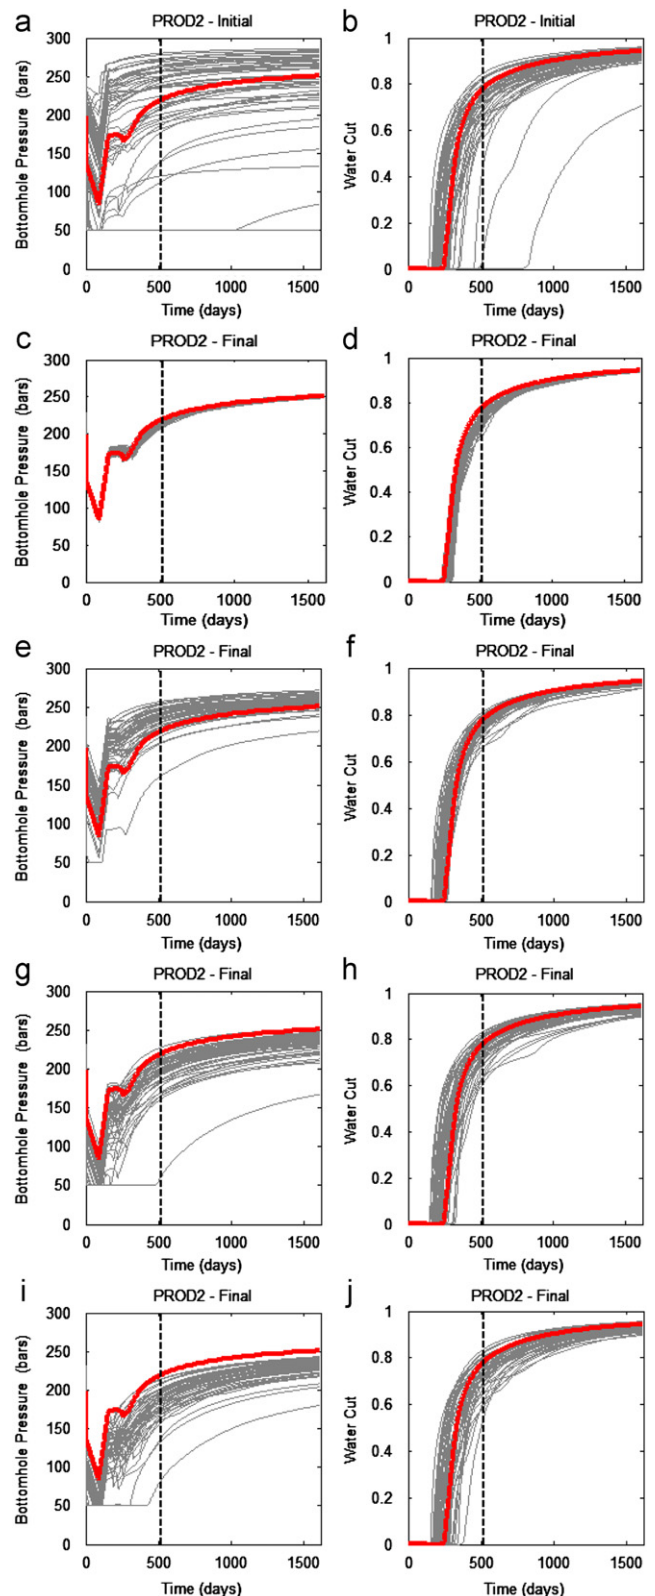 a PROD2 - Initial
Bottomhole Pressure (bars)
300
250
200
150
100
50
0
0 500 1000 1500
Time (days)
b PROD2 - Initial
Water Cut
1
0.8
0.6
0.4
0.2
0
0 500 1000 1500
Time (days)
c PROD2 - Final
Bottomhole Pressure (bars)
300
250
200
150
100
50
0
0 500 1000 1500
Time (days)
d PROD2 - Final
Water Cut
1
0.8
0.6
0.4
0.2
0
0 500 1000 1500
Time (days)
e PROD2 - Final
Bottomhole Pressure (bars)
300
250
200
150
100
50
0
0 500 1000 1500
Time (days)
f PROD2 - Final
Water Cut
1
0.8
0.6
0.4
0.2
0
0 500 1000 1500
Time (days)
g PROD2 - Final
Bottomhole Pressure (bars)
300
250
200
150
100
50
0
0 500 1000 1500
Time (days)
h PROD2 - Final
Water Cut
1
0.8
0.6
0.4
0.2
0
0 500 1000 1500
Time (days)
i PROD2 - Final
Bottomhole Pressure (bars)
300
250
200
150
100
50
0
0 500 1000 1500
Time (days)
j PROD2 - Final
Water Cut
1
0.8
0.6
0.4
0.2
0
0 500 1000 1500
Time (days)